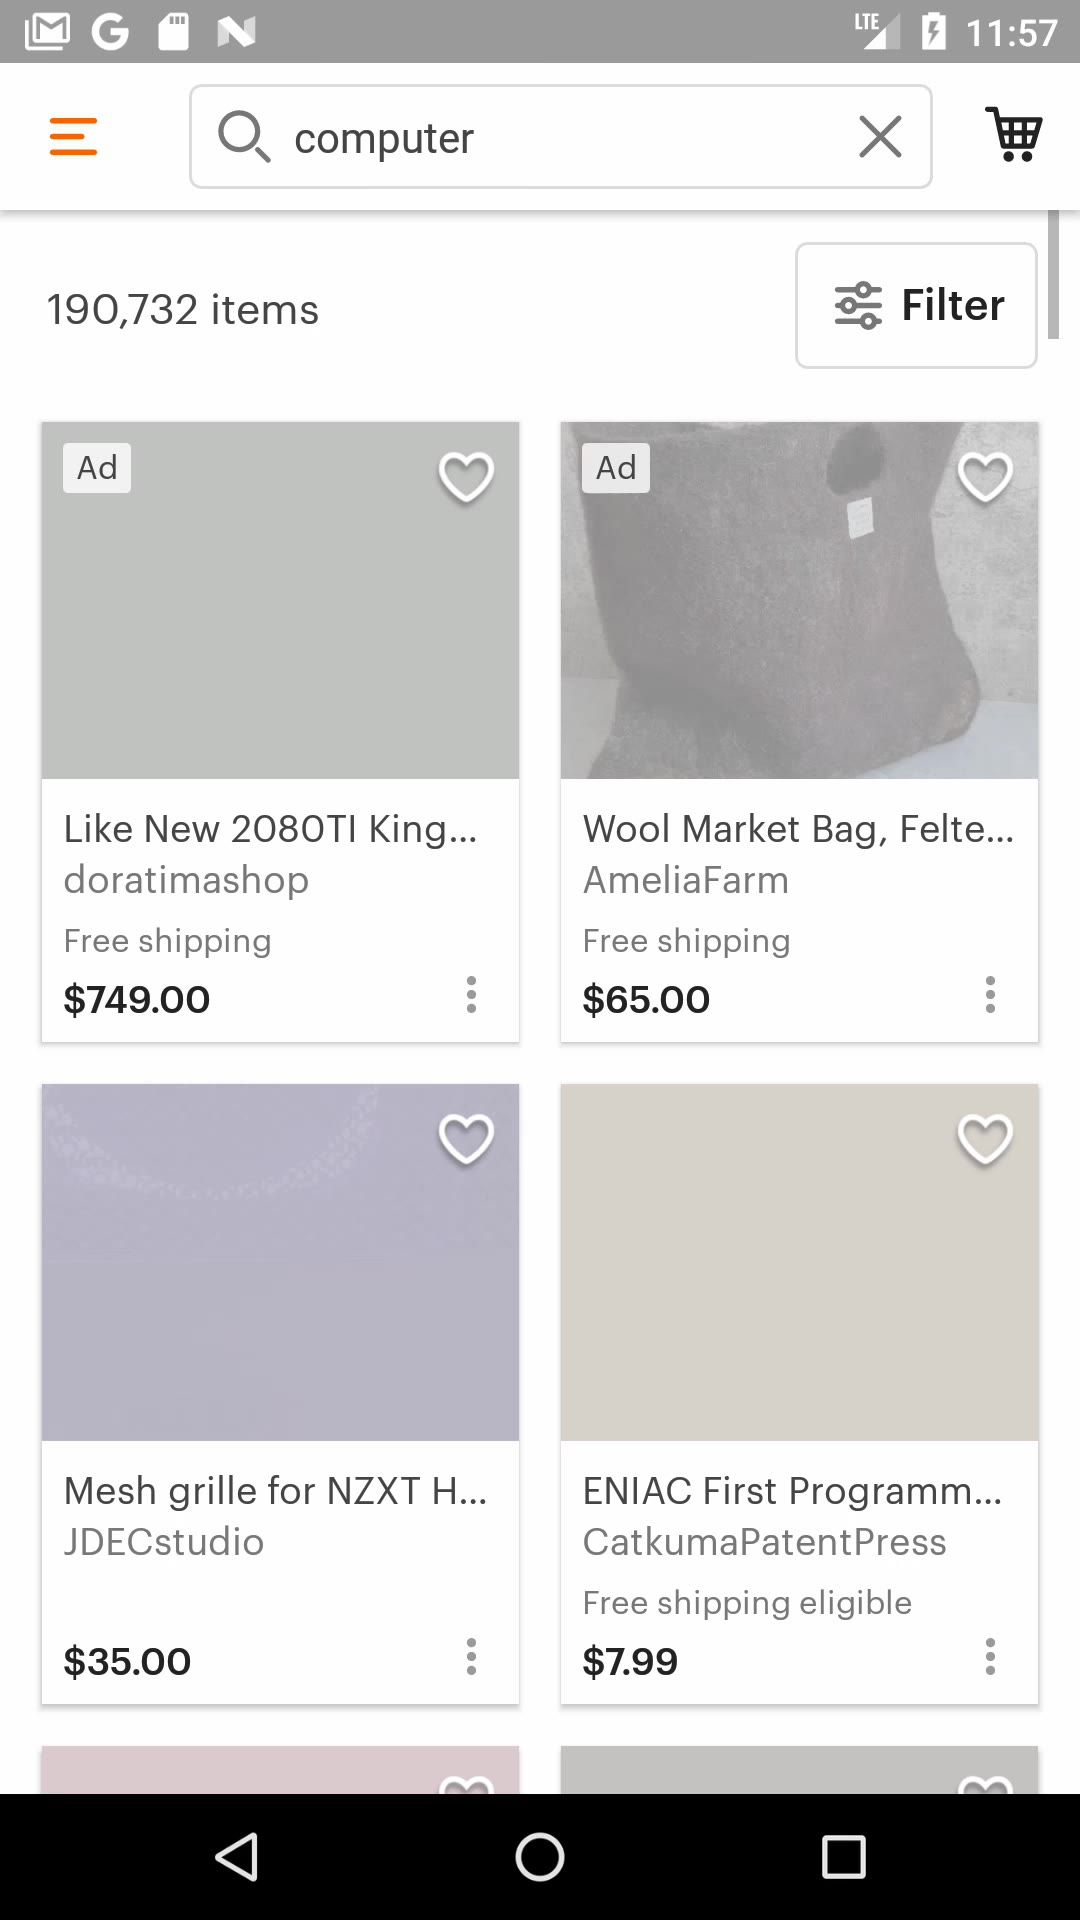 LTE 11:57
computer
190,732 items
Filter
Ad
Ad
Like New 2080TI King...
doratimashop
Free shipping
$749.00
Wool Market Bag, Felte...
AmeliaFarm
Free shipping
$65.00
Mesh grille for NZXT H...
JDECstudio
$35.00
ENIAC First Programm...
CatkumaPatentPress
Free shipping eligible
$7.99